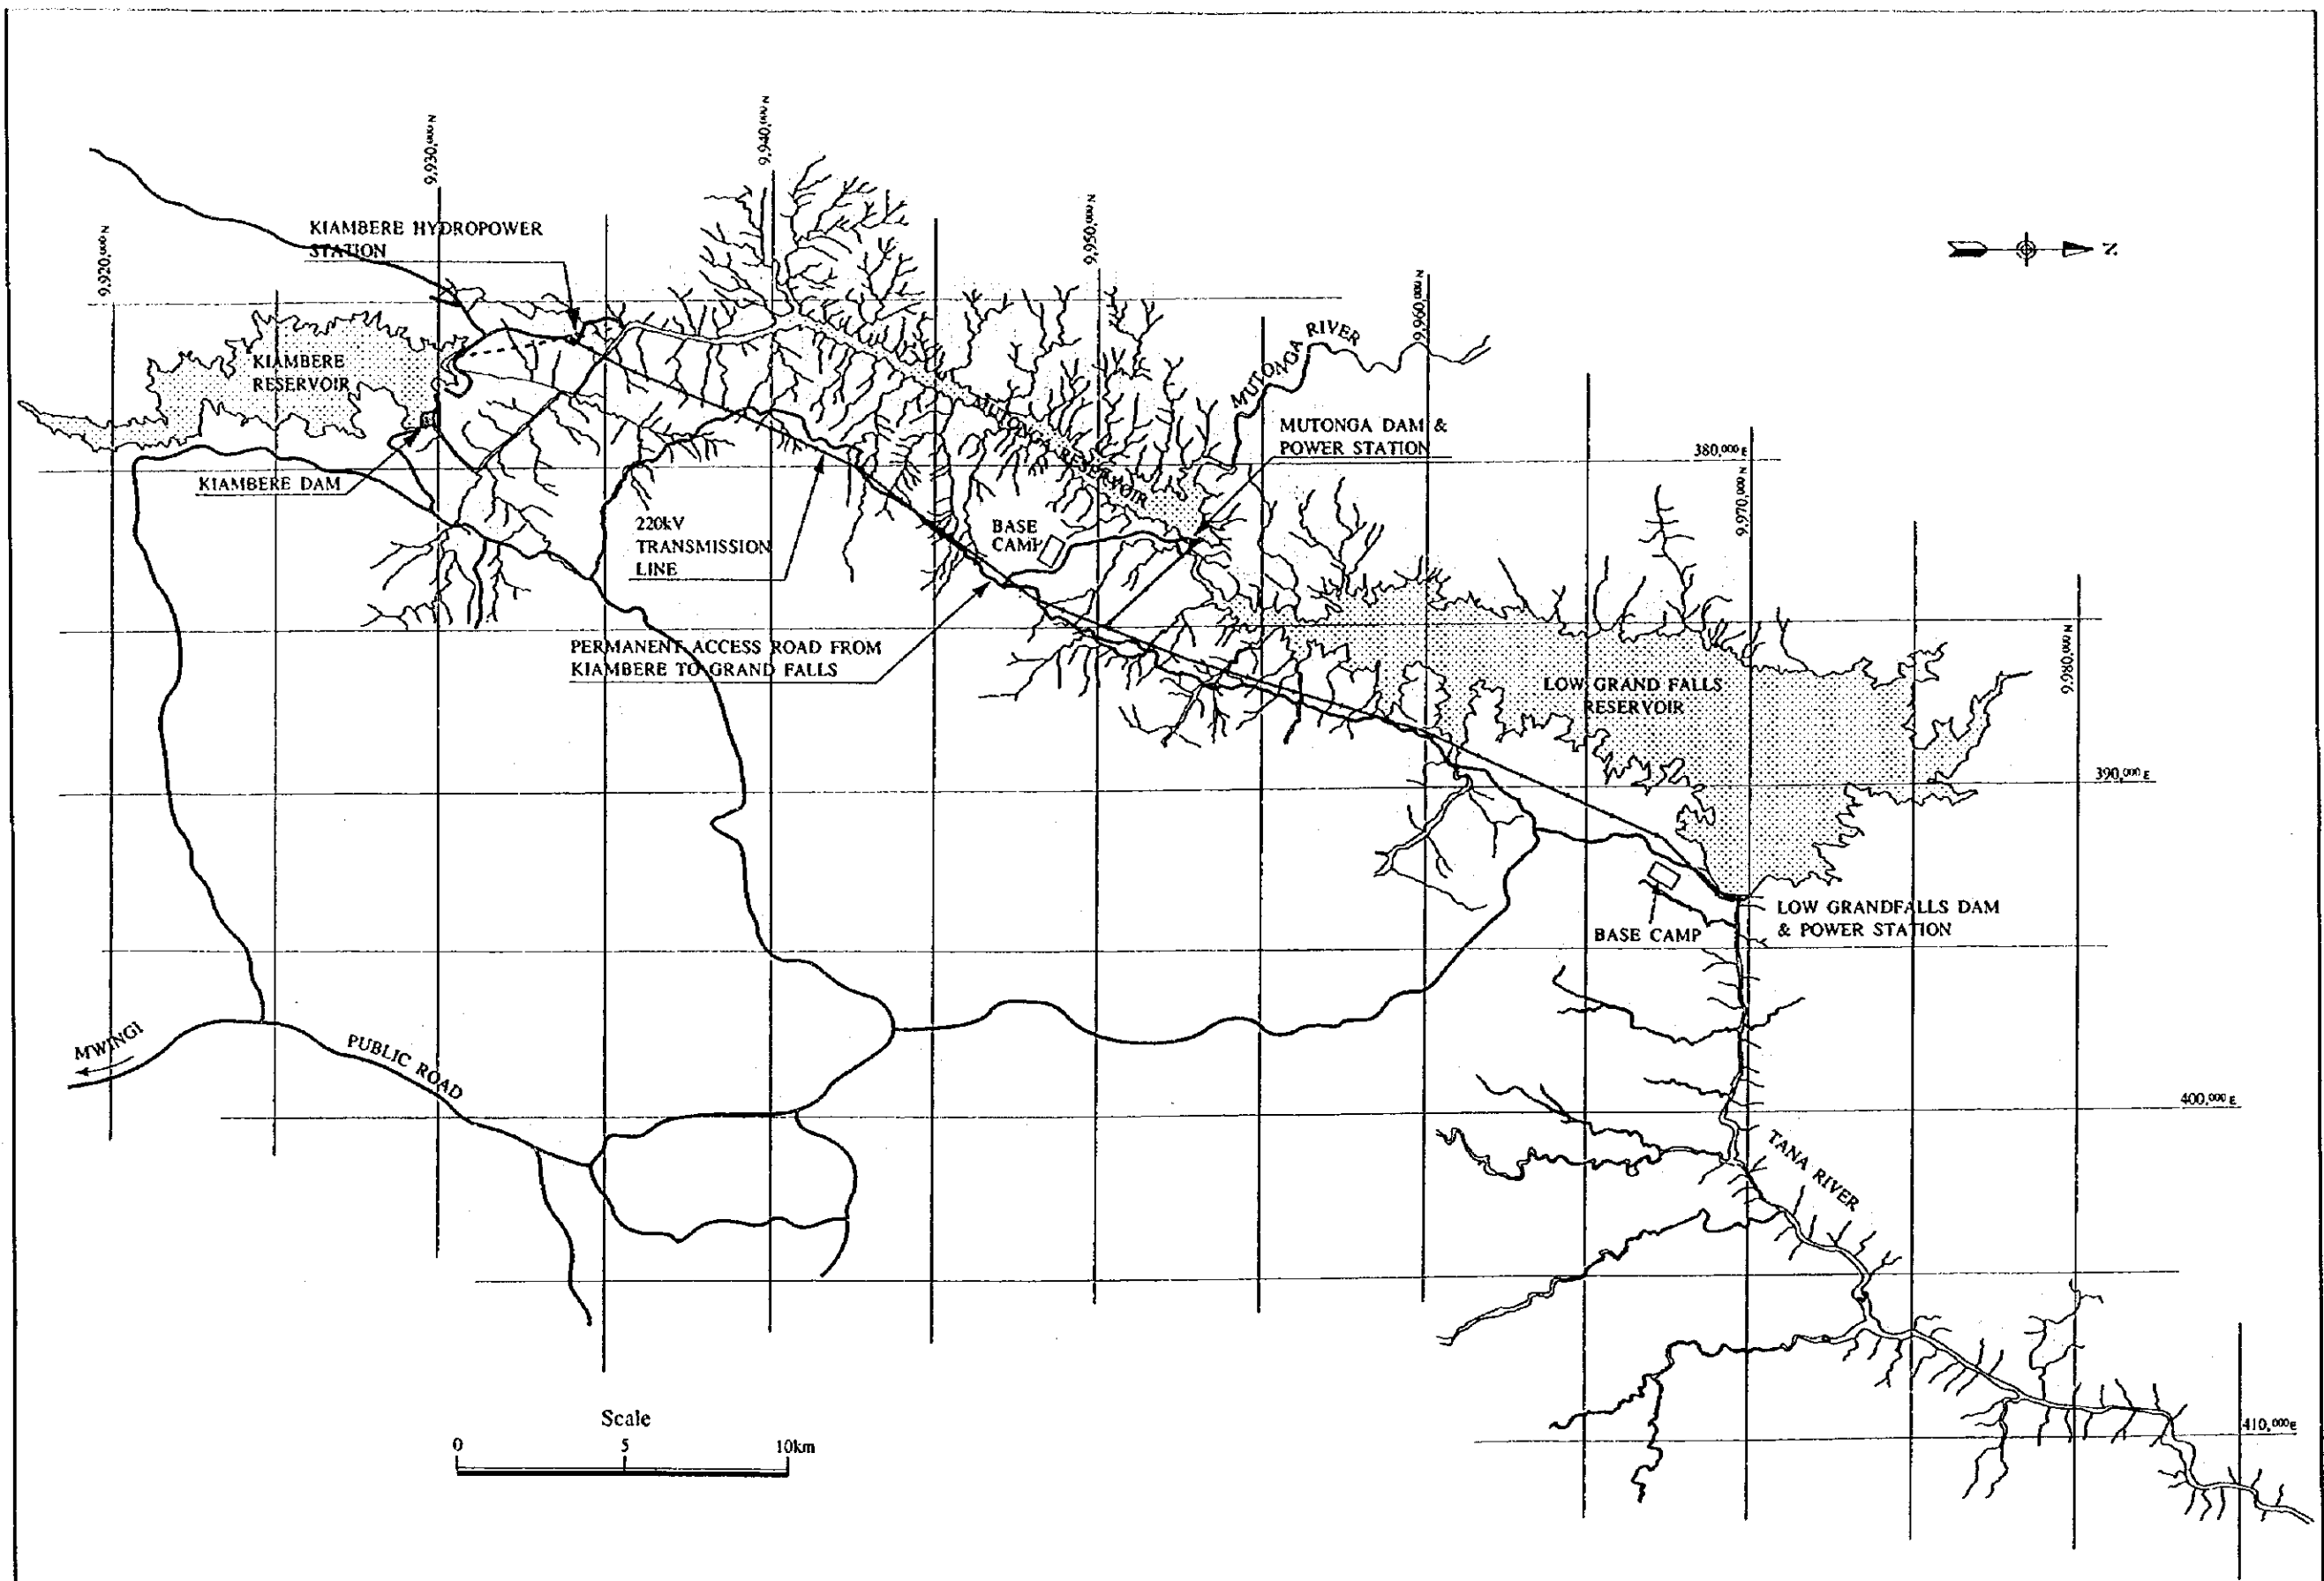 9,920,000 N
9,930,000 N
9,940,000 N
9,950,000 N
9,960,000 N
9,970,000 N
9,980,000 N
KIAMBERE HYDROPOWER
STATION
N
KIAMBERE
RESERVOIR
MUTONGA RIVER
MUTONGA RESERVOIR
MUTONGA DAM &
POWER STATION
380,000 E
KIAMBERE DAM
220kV
TRANSMISSION
LINE
BASE
CAMP
PERMANENT ACCESS ROAD FROM
KIAMBERE TO GRAND FALLS
LOW GRAND FALLS
RESERVOIR
390,000 E
LOW GRANDFALLS DAM
& POWER STATION
BASE CAMP
MWINGI
PUBLIC ROAD
400,000 E
TANA RIVER
410,000 E
Scale
0 5 10km